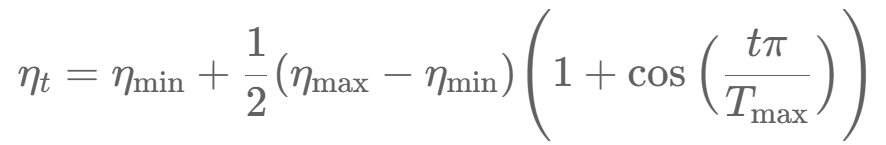 η_t = η_min + 1/2 (η_max − η_min) (1 + cos (tπ/T_max))